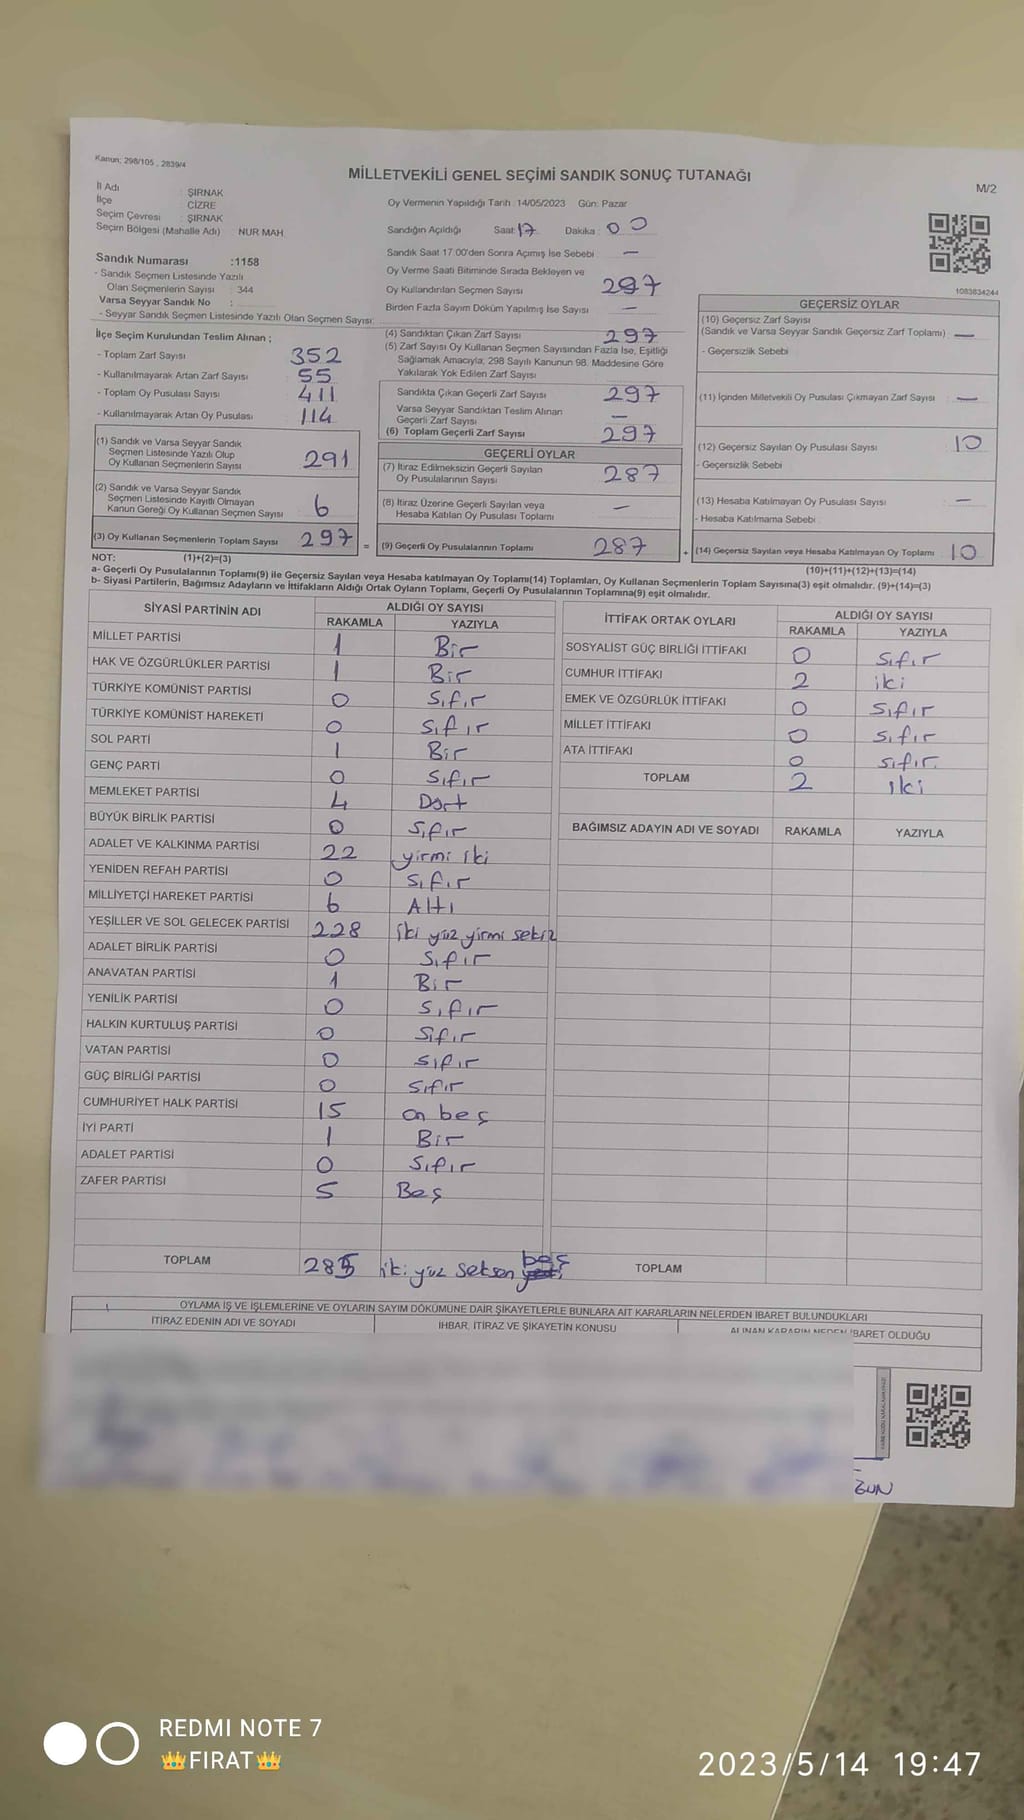 Kanun; 298/105 , 2839/4
MİLLETVEKİLİ GENEL SEÇİMİ SANDIK SONUÇ TUTANAĞI
M/2
İl Adı : ŞIRNAK
İlçe CİZRE
Seçim Çevresi : ŞIRNAK
Seçim Bölgesi (Mahalle Adı) : NUR MAH.
Oy Vermenin Yapıldığı Tarih :14/05/2023 Gün: Pazar
Sandığın Açıldığı Saat: 17 Dakika : 00
Sandık Saat 17:00'den Sonra Açımış İse Sebebi : —
Oy Verme Saati Bitiminde Sırada Bekleyen ve
Oy Kullandırılan Seçmen Sayısı : 297
Birden Fazla Sayım Döküm Yapılmış İse Sayısı : —
1083634244
Sandık Numarası :1158
- Sandık Seçmen Listesinde Yazılı
Olan Seçmenlerin Sayısı : 344
Varsa Seyyar Sandık No :
- Seyyar Sandık Seçmen Listesinde Yazılı Olan Seçmen Sayısı:
İlçe Seçim Kurulundan Teslim Alınan ;
- Toplam Zarf Sayısı : 352
- Kullanılmayarak Artan Zarf Sayısı : 55
- Toplam Oy Pusulası Sayısı : 411
- Kullanılmayarak Artan Oy Pusulası : 114
(1) Sandık ve Varsa Seyyar Sandık
Seçmen Listesinde Yazılı Olup
Oy Kullanan Seçmenlerin Sayısı 291
(2) Sandık ve Varsa Seyyar Sandık
Seçmen Listesinde Kayıtlı Olmayan
Kanun Gereği Oy Kullanan Seçmen Sayısı 6
(3) Oy Kullanan Seçmenlerin Toplam Sayısı 297 =
(4) Sandıktan Çıkan Zarf Sayısı : 297
(5) Zarf Sayısı Oy Kullanan Seçmen Sayısından Fazla İse, Eşitliği
Sağlamak Amacıyla, 298 Sayılı Kanunun 98. Maddesine Göre
Yakılarak Yok Edilen Zarf Sayısı :
Sandıkta Çıkan Geçerli Zarf Sayısı : 297
Varsa Seyyar Sandıktan Teslim Alınan
Geçerli Zarf Sayısı : —
(6) Toplam Geçerli Zarf Sayısı : 297
GEÇERLİ OYLAR
(7) İtiraz Edilmeksizin Geçerli Sayılan
Oy Pusulalarının Sayısı : 287
(8) İtiraz Üzerine Geçerli Sayılan veya
Hesaba Katılan Oy Pusulası Toplamı : —
(9) Geçerli Oy Pusulalarının Toplamı 287 +
GEÇERSİZ OYLAR
(10) Geçersiz Zarf Sayısı
(Sandık ve Varsa Seyyar Sandık Geçersiz Zarf Toplamı) : —
- Geçersizlik Sebebi :
(11) İçinden Milletvekili Oy Pusulası Çıkmayan Zarf Sayısı : —
(12) Geçersiz Sayılan Oy Pusulası Sayısı : 10
- Geçersizlik Sebebi :
(13) Hesaba Katılmayan Oy Pusulası Sayısı : —
- Hesaba Katılmama Sebebi :
(14) Geçersiz Sayılan veya Hesaba Katılmayan Oy Toplamı : 10
NOT: (1)+(2)=(3)
(10)+(11)+(12)+(13)=(14)
a- Geçerli Oy Pusulalarının Toplamı(9) ile Geçersiz Sayılan veya Hesaba katılmayan Oy Toplamı(14) Toplamları, Oy Kullanan Seçmenlerin Toplam Sayısına(3) eşit olmalıdır. (9)+(14)=(3)
b- Siyasi Partilerin, Bağımsız Adayların ve İttifakların Aldığı Ortak Oyların Toplamı, Geçerli Oy Pusulalarının Toplamına(9) eşit olmalıdır.
SİYASİ PARTİNİN ADI ALDIĞI OY SAYISI
RAKAMLA YAZIYLA
MİLLET PARTİSİ 1 Bir
HAK VE ÖZGÜRLÜKLER PARTİSİ 1 Bir
TÜRKİYE KOMÜNİST PARTİSİ 0 Sıfır
TÜRKİYE KOMÜNİST HAREKETİ 0 Sıfır
SOL PARTİ 1 Bir
GENÇ PARTİ 0 Sıfır
MEMLEKET PARTİSİ 4 Dört
BÜYÜK BİRLİK PARTİSİ 0 Sıfır
ADALET VE KALKINMA PARTİSİ 22 yirmi iki
YENİDEN REFAH PARTİSİ 0 Sıfır
MİLLİYETÇİ HAREKET PARTİSİ 6 Altı
YEŞİLLER VE SOL GELECEK PARTİSİ 228 iki yüz yirmi sekiz
ADALET BİRLİK PARTİSİ 0 Sıfır
ANAVATAN PARTİSİ 1 Bir
YENİLİK PARTİSİ 0 Sıfır
HALKIN KURTULUŞ PARTİSİ 0 Sıfır
VATAN PARTİSİ 0 Sıfır
GÜÇ BİRLİĞİ PARTİSİ 0 Sıfır
CUMHURİYET HALK PARTİSİ 15 on beş
İYİ PARTİ 1 Bir
ADALET PARTİSİ 0 Sıfır
ZAFER PARTİSİ 5 Beş
TOPLAM 285 iki yüz seksen beş
İTTİFAK ORTAK OYLARI ALDIĞI OY SAYISI
RAKAMLA YAZIYLA
SOSYALİST GÜÇ BİRLİĞİ İTTİFAKI 0 Sıfır
CUMHUR İTTİFAKI 2 iki
EMEK VE ÖZGÜRLÜK İTTİFAKI 0 Sıfır
MİLLET İTTİFAKI 0 Sıfır
ATA İTTİFAKI 0 Sıfır
TOPLAM 2 iki
BAĞIMSIZ ADAYIN ADI VE SOYADI RAKAMLA YAZIYLA
TOPLAM
OYLAMA İŞ VE İŞLEMLERİNE VE OYLARIN SAYIM DÖKÜMÜNE DAİR ŞİKAYETLERLE BUNLARA AİT KARARLARIN NELERDEN İBARET BULUNDUKLARI
İTİRAZ EDENİN ADI VE SOYADI İHBAR, İTİRAZ VE ŞİKAYETİN KONUSU ALINAN KARARIN NEDEN İBARET OLDUĞU
REDMI NOTE 7
👑FIRAT👑
2023/5/14 19:47